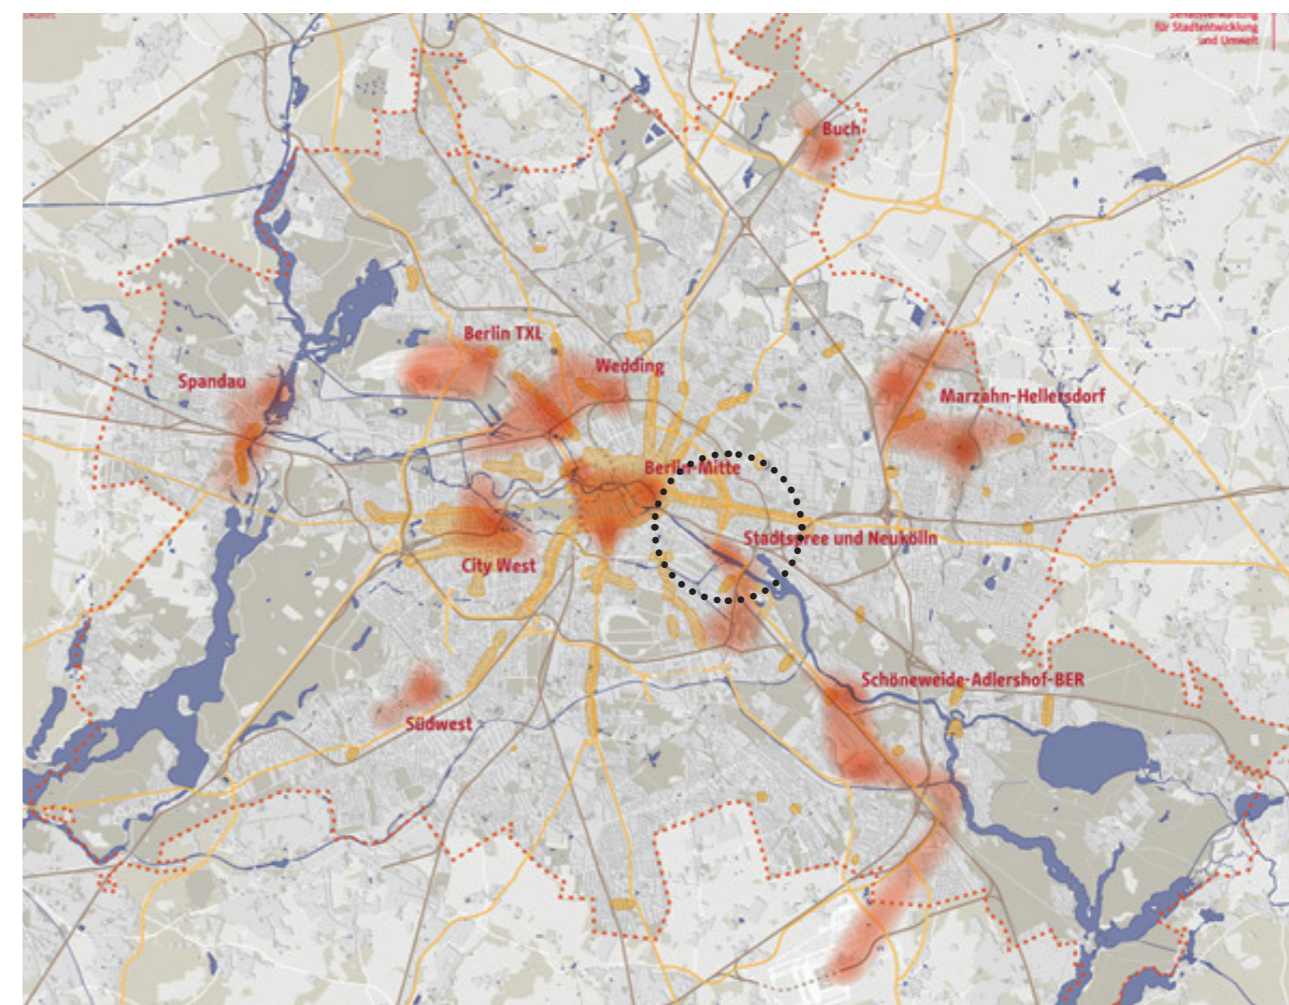 für Stadtentwicklung
und Umwelt
Buch
Berlin TXL
Wedding
Spandau
Marzahn-Hellersdorf
Berlin-Mitte
Stadtspree und Neukölln
City West
Schöneweide-Adlershof-BER
Südwest